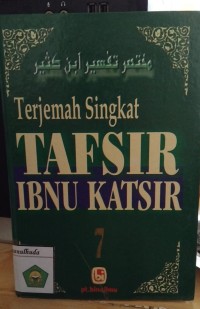 مختصر تفسير ابن كثير
Terjemah Singkat
TAFSIR
IBNU KATSIR
7